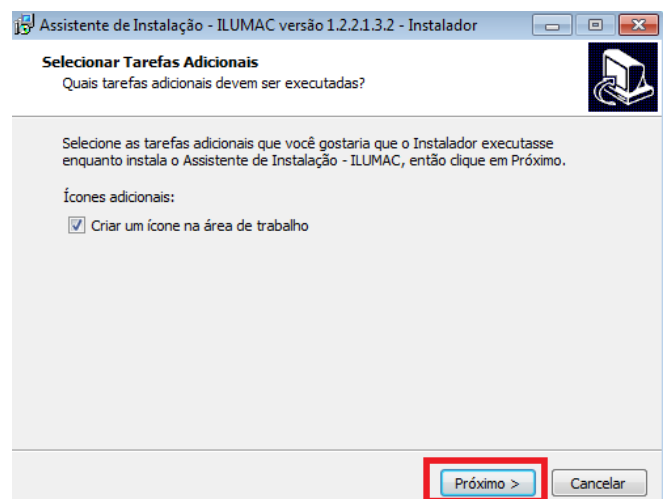 Assistente de Instalação - ILUMAC versão 1.2.2.1.3.2 - Instalador
Selecionar Tarefas Adicionais
Quais tarefas adicionais devem ser executadas?
Selecione as tarefas adicionais que você gostaria que o Instalador executasse
enquanto instala o Assistente de Instalação - ILUMAC, então clique em Próximo.
Ícones adicionais:
Criar um ícone na área de trabalho
Próximo > Cancelar